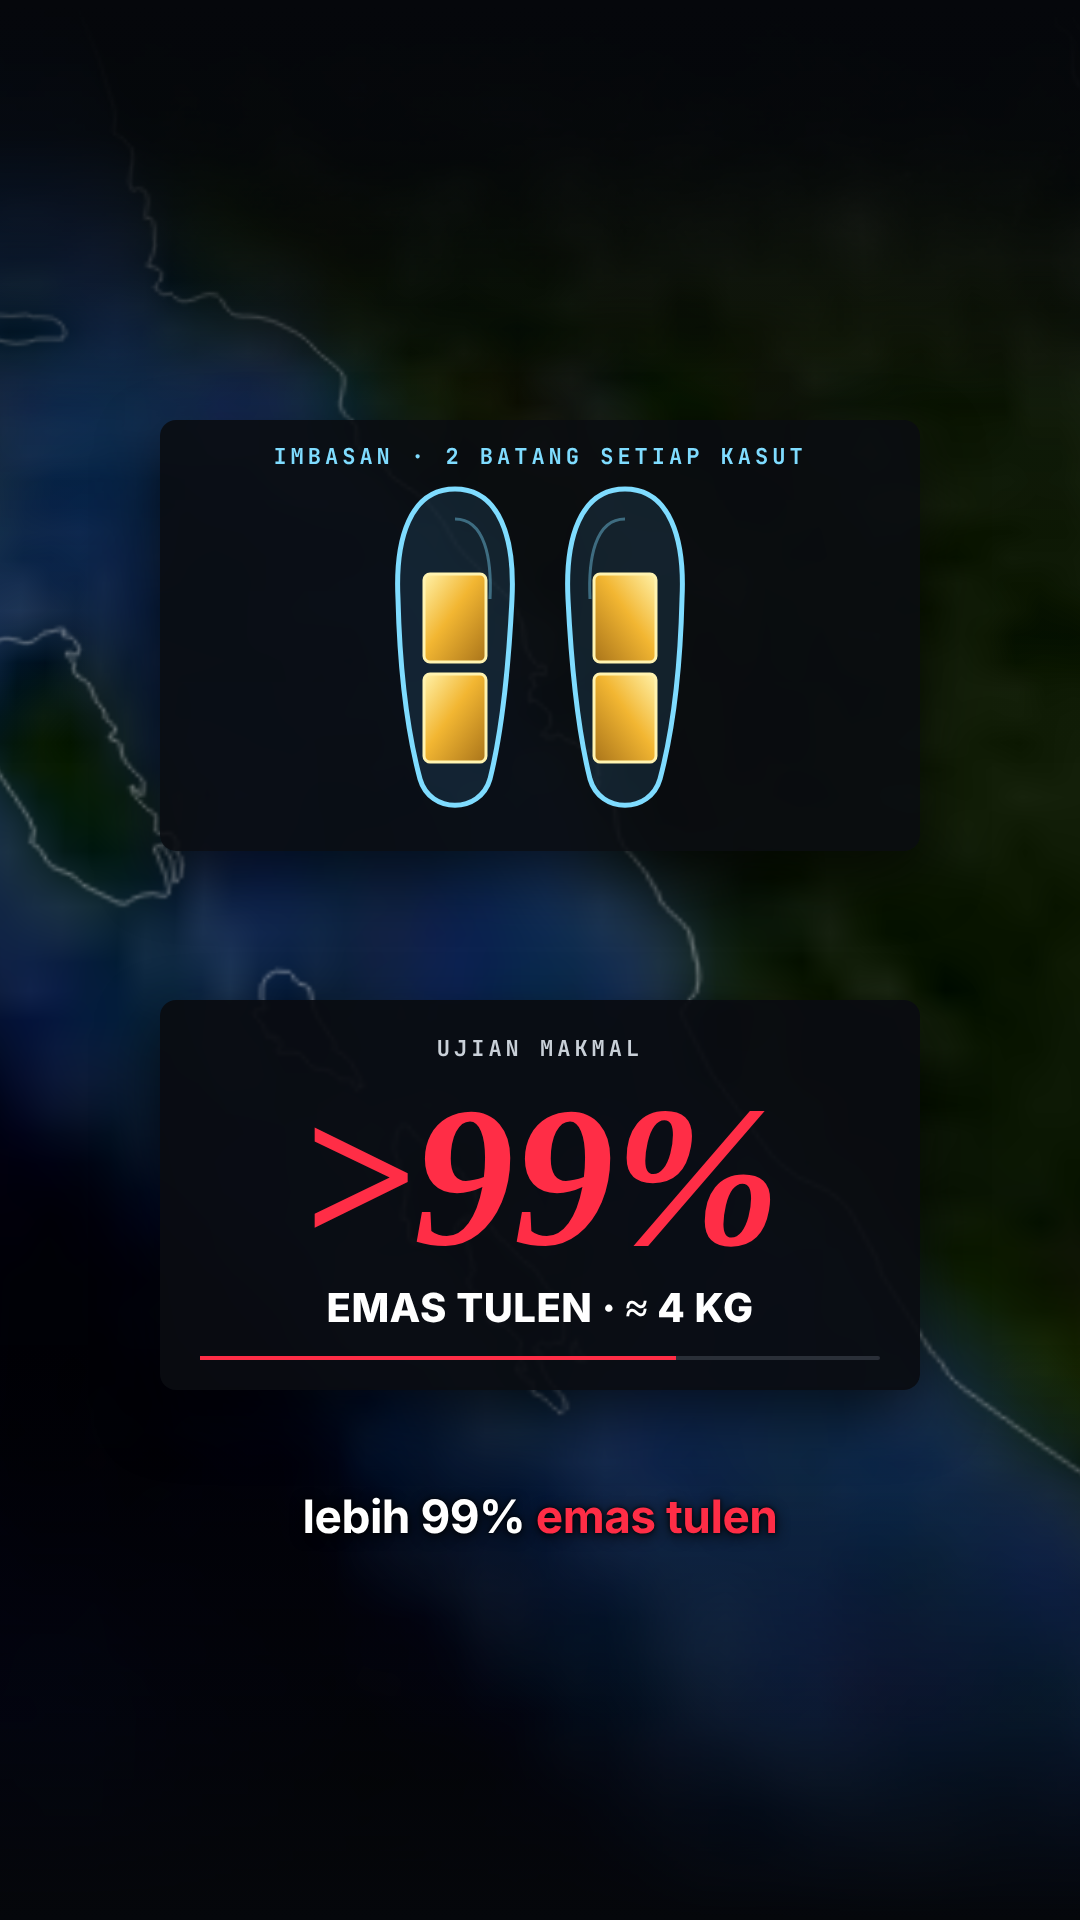 IMBASAN · 2 BATANG SETIAP KASUT
UJIAN MAKMAL
>99%
EMAS TULEN · ≈ 4 KG
lebih 99% emas tulen